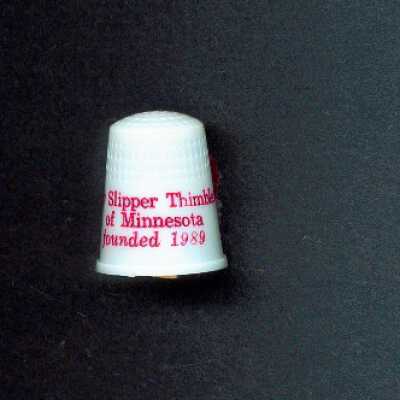 Slipper Thimble
of Minnesota
founded 1989